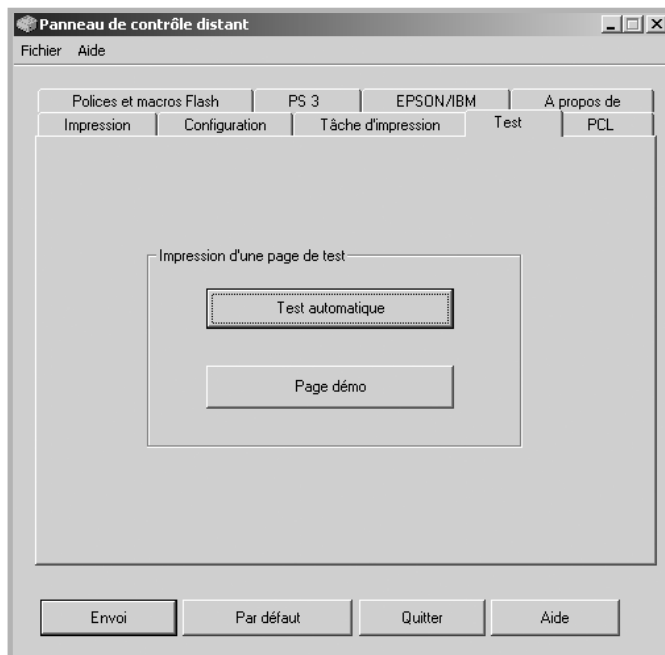 Panneau de contrôle distant
Fichier Aide
Polices et macros Flash PS 3 EPSON/IBM A propos de
Impression Configuration Tâche d'impression Test PCL
Impression d'une page de test
Test automatique
Page démo
Envoi Par défaut Quitter Aide